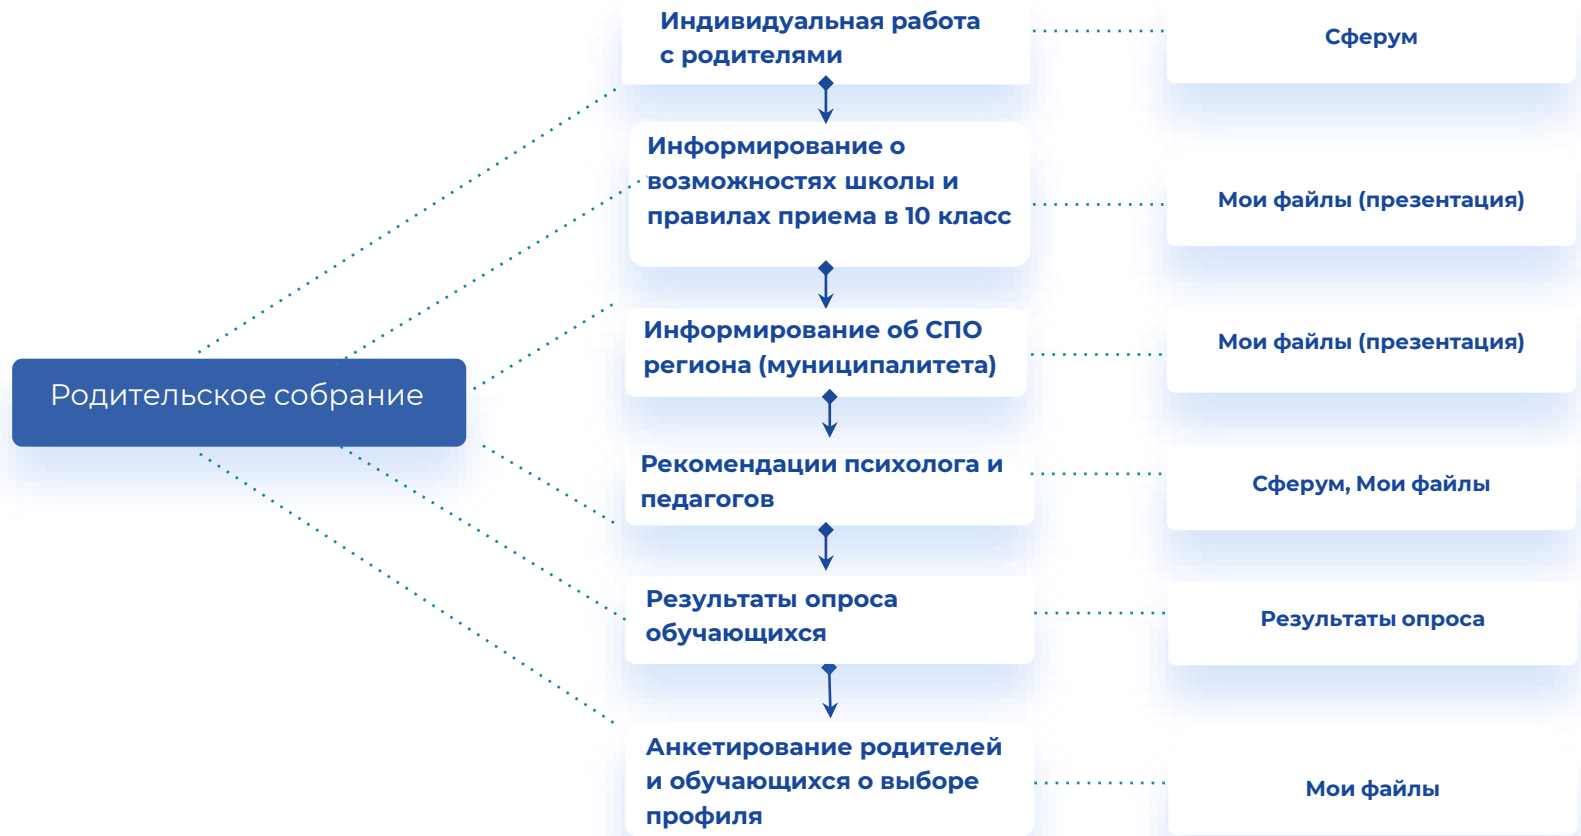 Индивидуальная работа
с родителями
Сферум
Информирование о
возможностях школы и
правилах приема в 10 класс
Мои файлы (презентация)
Информирование об СПО
региона (муниципалитета)
Мои файлы (презентация)
Родительское собрание
Рекомендации психолога и
педагогов
Сферум, Мои файлы
Результаты опроса
обучающихся
Результаты опроса
Анкетирование родителей
и обучающихся о выборе
профиля
Мои файлы